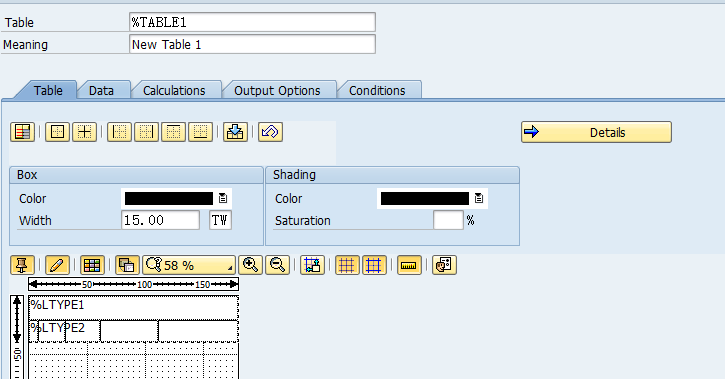 Table %TABLE1
Meaning New Table 1
Table Data Calculations Output Options Conditions
Details
Box Shading
Color Color
Width 15.00 TW Saturation %
58 %
50 100 150
%LTYPE1
%LTYPE2
50